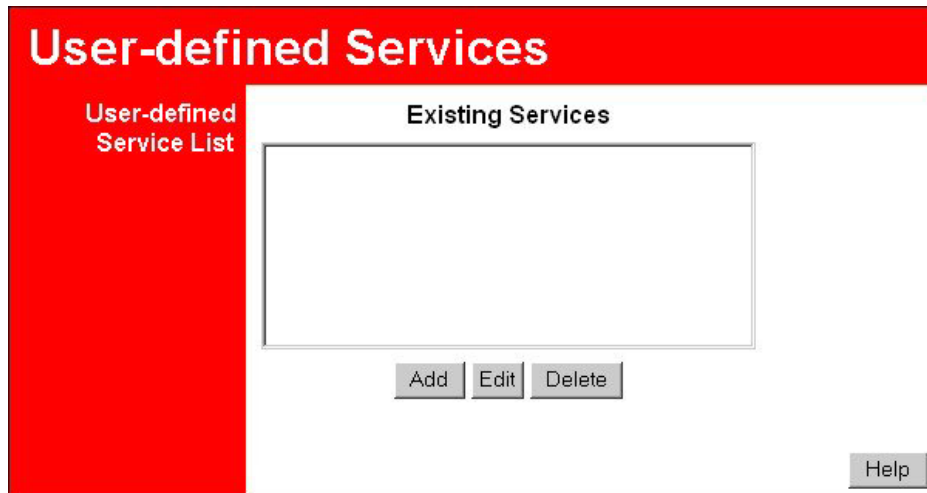 User-defined Services
User-defined
Service List
Existing Services
Add Edit Delete
Help